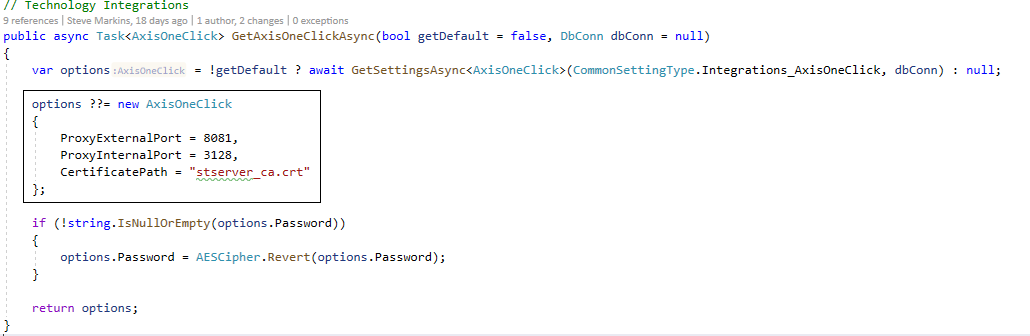 // Technology Integrations
9 references | Steve Markins, 18 days ago | 1 author, 2 changes | 0 exceptions
public async Task<AxisOneClick> GetAxisOneClickAsync(bool getDefault = false, DbConn dbConn = null)
{
var options:AxisOneClick = !getDefault ? await GetSettingsAsync<AxisOneClick>(CommonSettingType.Integrations_AxisOneClick, dbConn) : null;
options ??= new AxisOneClick
{
ProxyExternalPort = 8081,
ProxyInternalPort = 3128,
CertificatePath = "stserver_ca.crt"
};
if (!string.IsNullOrEmpty(options.Password))
{
options.Password = AESCipher.Revert(options.Password);
}
return options;
}